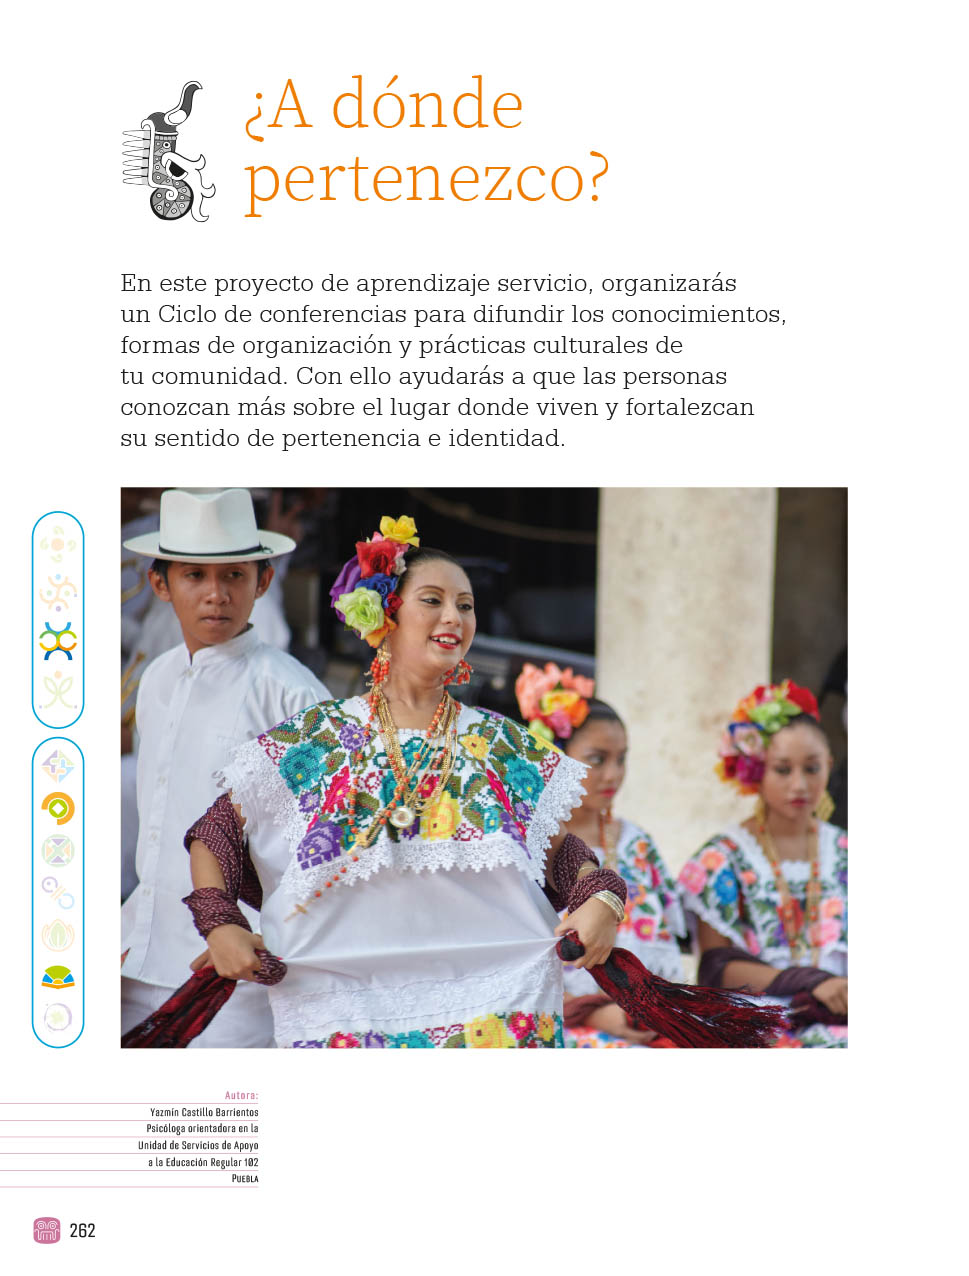 ¿A dónde
pertenezco?
En este proyecto de aprendizaje servicio, organizarás
un Ciclo de conferencias para difundir los conocimientos,
formas de organización y prácticas culturales de
tu comunidad. Con ello ayudarás a que las personas
conozcan más sobre el lugar donde viven y fortalezcan
su sentido de pertenencia e identidad.
Autora:
Yazmín Castillo Barrientos
Psicóloga orientadora en la
Unidad de Servicios de Apoyo
a la Educación Regular 102
Puebla
262